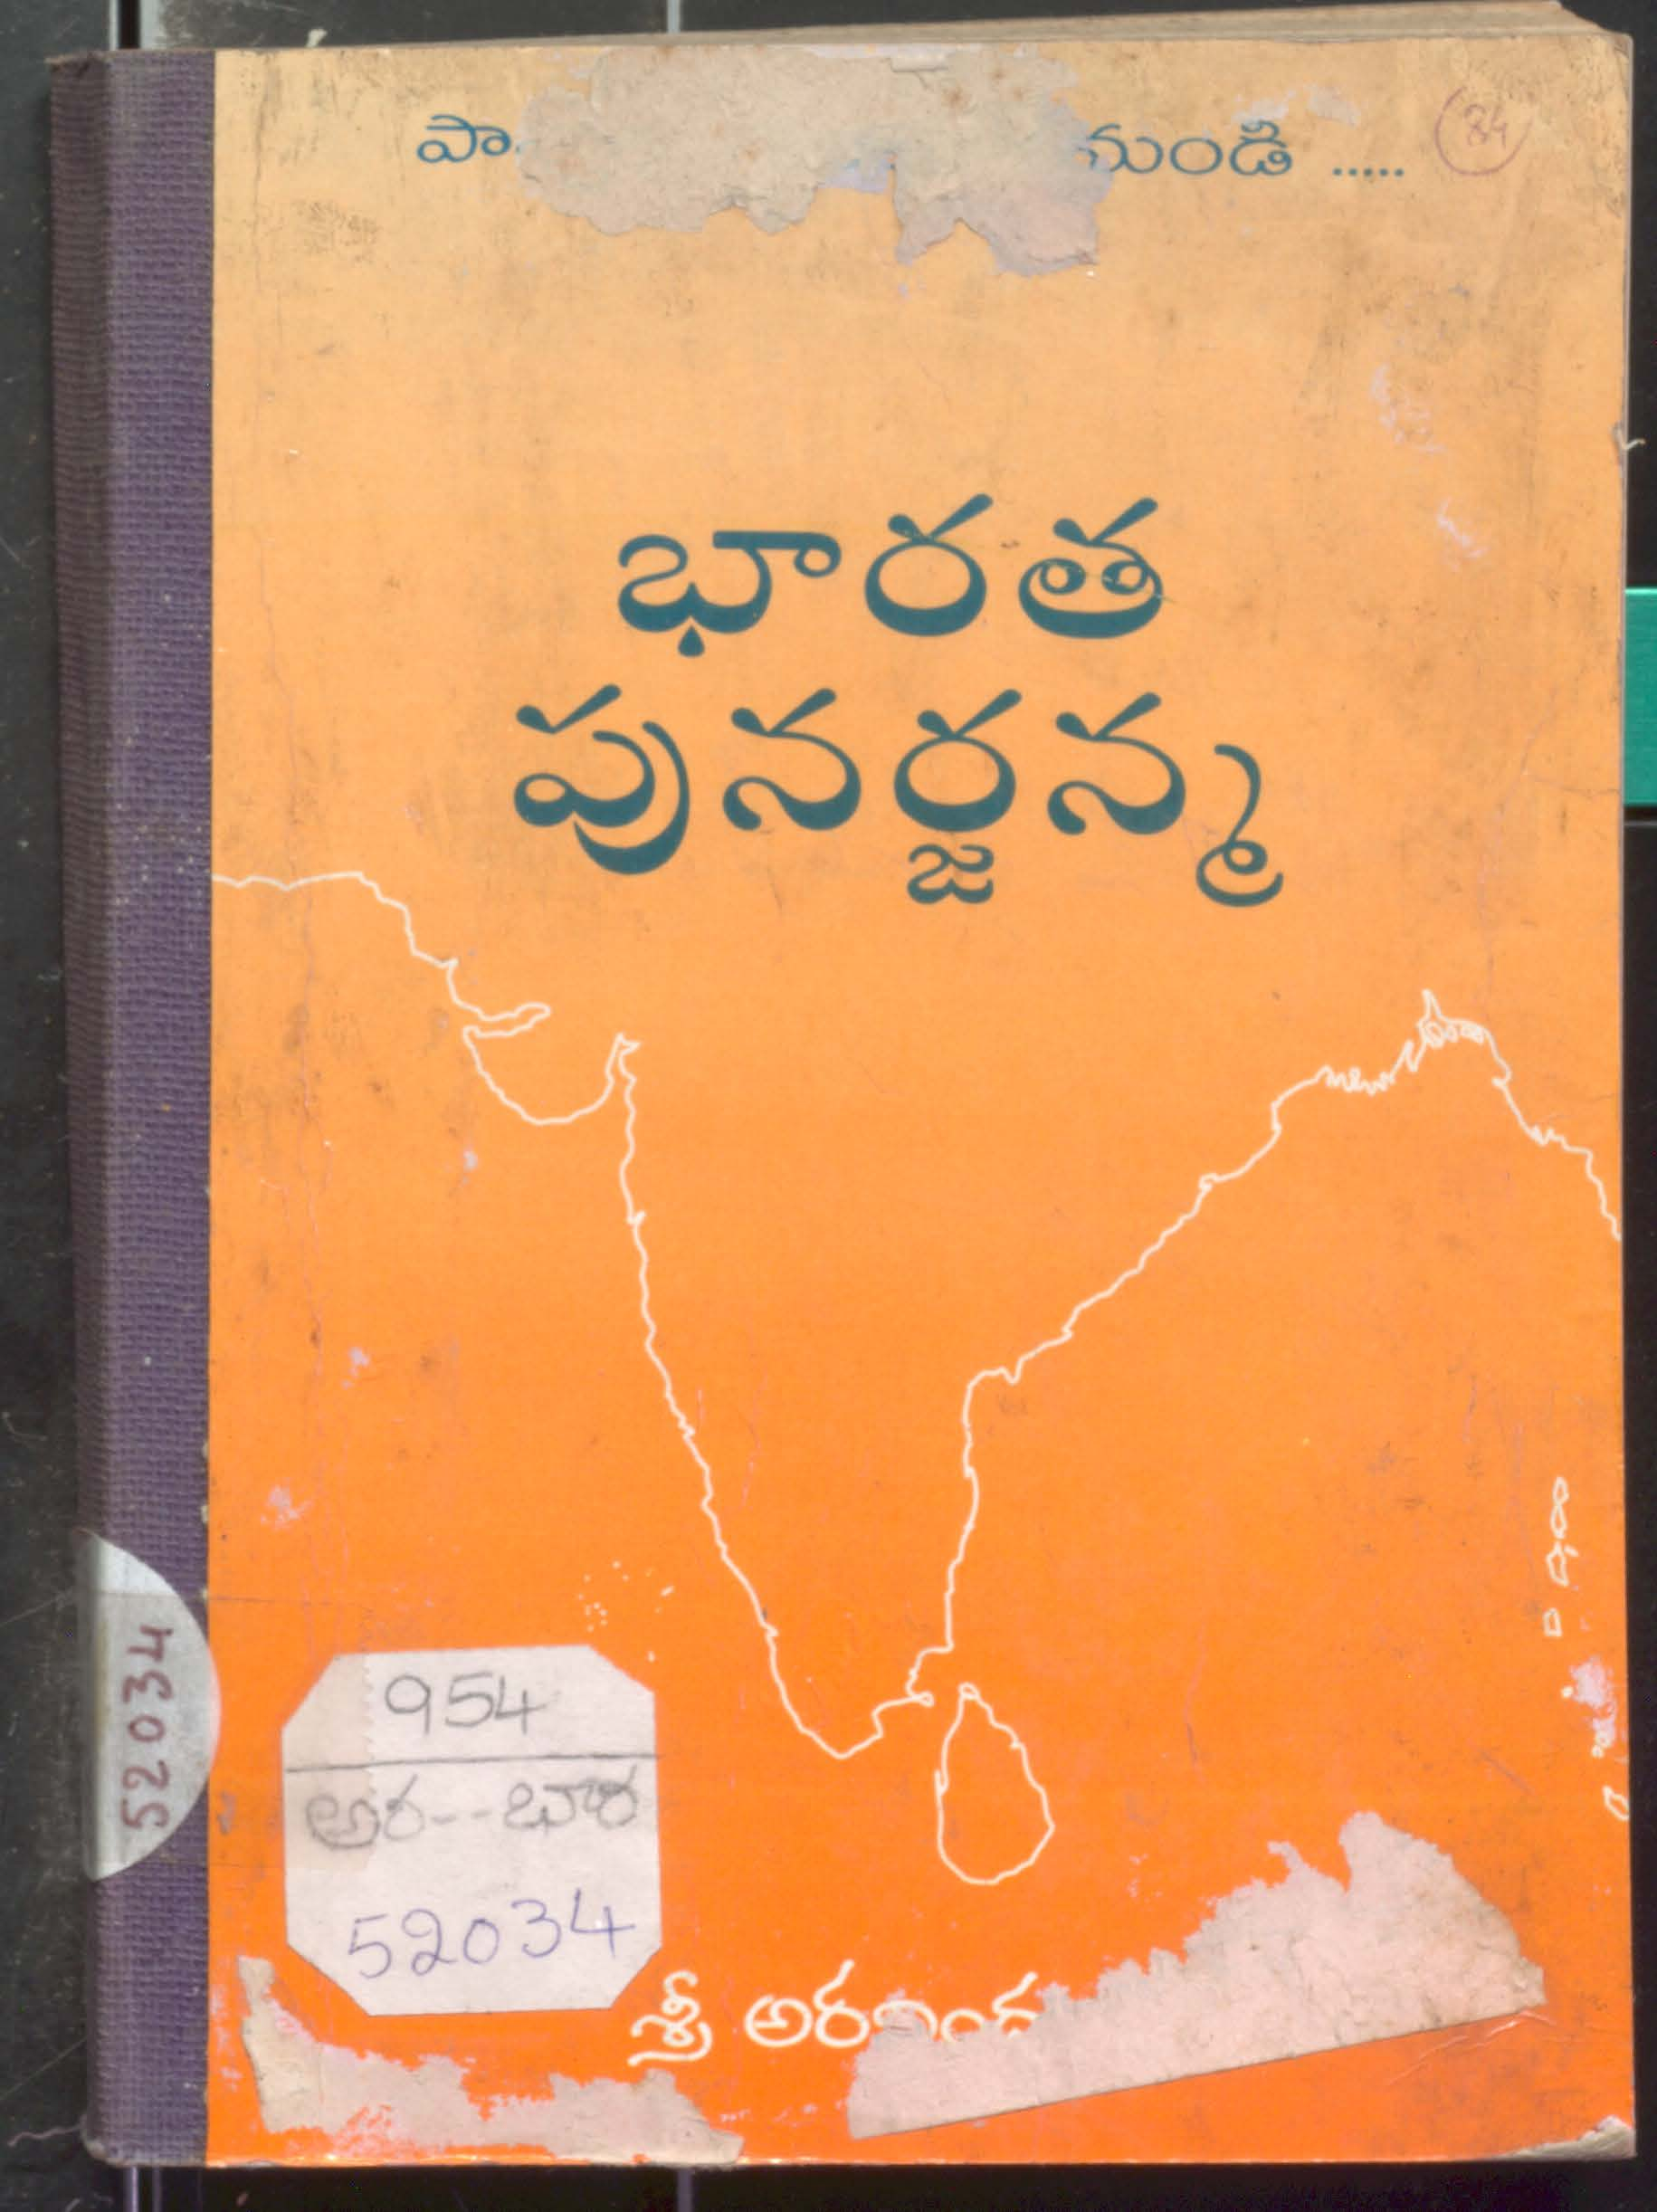 నుండి ..... 84
భారత
పునర్జన్మ
954
అర--భార
52034
52034
శ్రీ